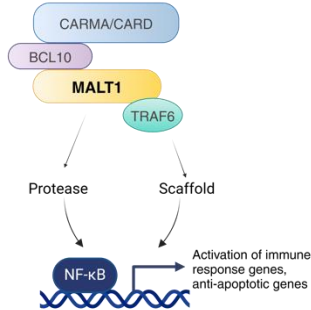 CARMA/CARD
BCL10
MALT1
TRAF6
Protease
Scaffold
NF-κB
Activation of immune
response genes,
anti-apoptotic genes